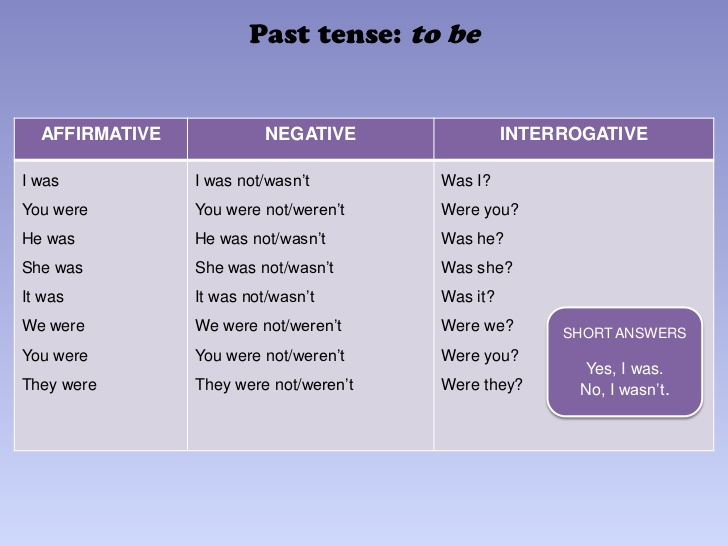 Past tense: to be
AFFIRMATIVE NEGATIVE INTERROGATIVE
I was I was not/wasn’t Was I?
You were You were not/weren’t Were you?
He was He was not/wasn’t Was he?
She was She was not/wasn’t Was she?
It was It was not/wasn’t Was it?
We were We were not/weren’t Were we?
You were You were not/weren’t Were you?
They were They were not/weren’t Were they?
SHORT ANSWERS
Yes, I was.
No, I wasn’t.